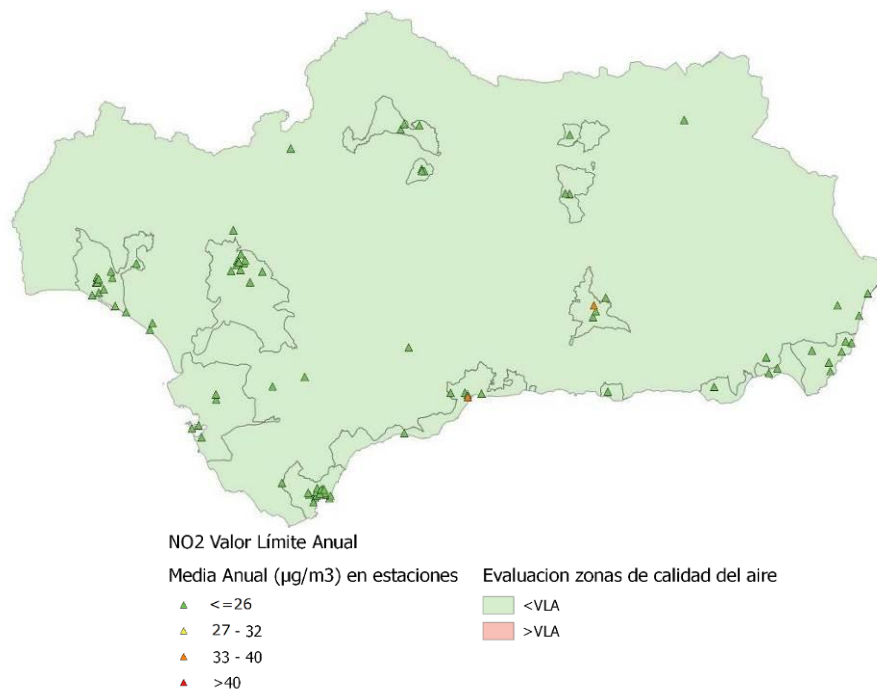 NO2 Valor Límite Anual
Media Anual (µg/m3) en estaciones
<=26
27 - 32
33 - 40
>40
Evaluacion zonas de calidad del aire
<VLA
>VLA